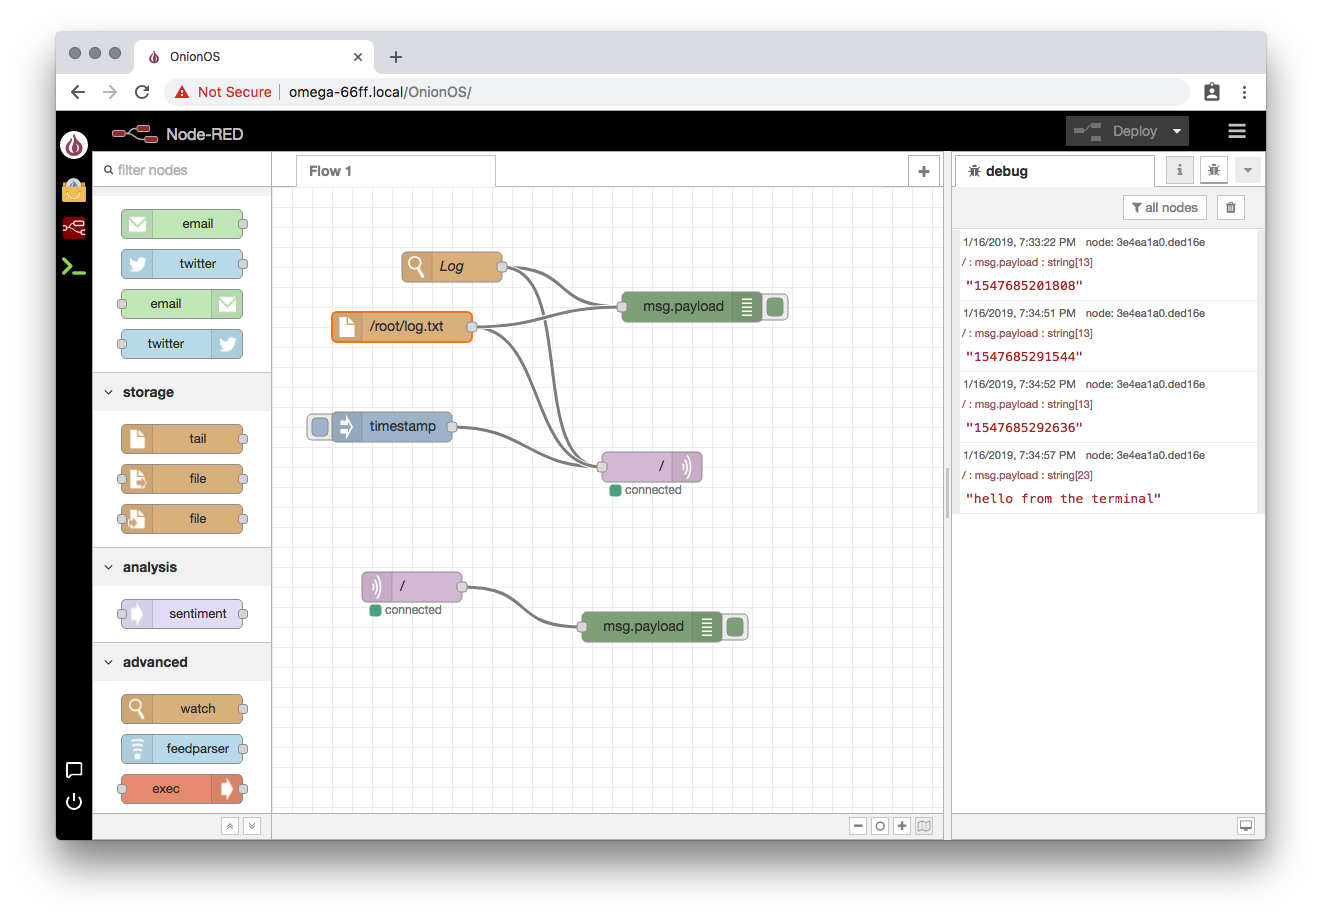 OnionOS
Not Secure
omega-66ff.local/OnionOS/
Node-RED
Deploy
filter nodes
email
twitter
email
twitter
storage
tail
file
file
analysis
sentiment
advanced
watch
feedparser
exec
Flow 1
Log
msg.payload
/root/log.txt
timestamp
/
connected
/
connected
msg.payload
debug
i
all nodes
1/16/2019, 7:33:22 PM node: 3e4ea1a0.ded16e
/ : msg.payload : string[13]
"1547685201808"
1/16/2019, 7:34:51 PM node: 3e4ea1a0.ded16e
/ : msg.payload : string[13]
"1547685291544"
1/16/2019, 7:34:52 PM node: 3e4ea1a0.ded16e
/ : msg.payload : string[13]
"1547685292636"
1/16/2019, 7:34:57 PM node: 3e4ea1a0.ded16e
/ : msg.payload : string[23]
"hello from the terminal"